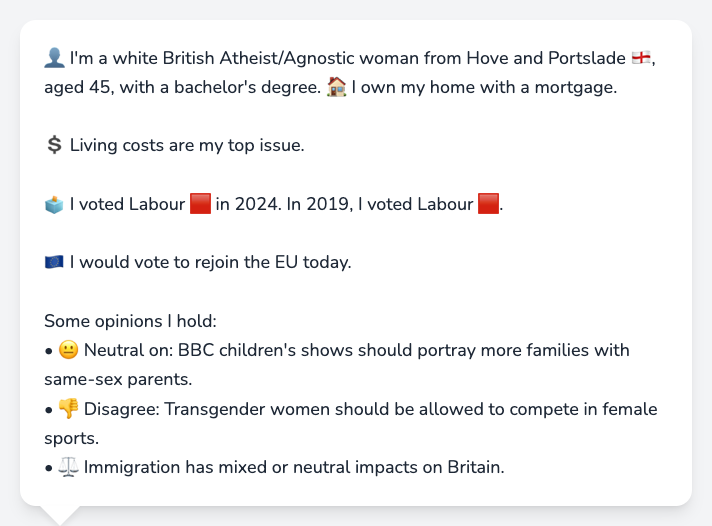 👤 I'm a white British Atheist/Agnostic woman from Hove and Portslade 🏴󠁧󠁢󠁥󠁮󠁧󠁿,
aged 45, with a bachelor's degree. 🏠 I own my home with a mortgage.
💲 Living costs are my top issue.
🗳️ I voted Labour 🟥 in 2024. In 2019, I voted Labour 🟥.
🇪🇺 I would vote to rejoin the EU today.
Some opinions I hold:
• 😐 Neutral on: BBC children's shows should portray more families with
same-sex parents.
• 👎 Disagree: Transgender women should be allowed to compete in female
sports.
• ⚖️ Immigration has mixed or neutral impacts on Britain.